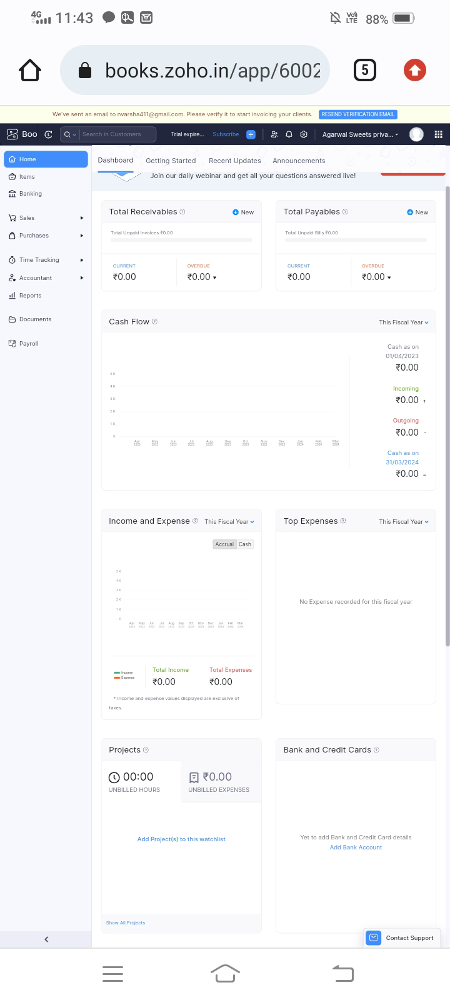 4G 11:43 Vo) LTE 88%
books.zoho.in/app/6002
5
We've sent an email to nvarsha411@gmail.com. Please verify it to start invoicing your clients. RESEND VERIFICATION EMAIL
Boo Search in Customers Trial expire... Subscribe Agarwal Sweets priva...
Home
Items
Banking
Sales
Purchases
Time Tracking
Accountant
Reports
Documents
Payroll
Dashboard Getting Started Recent Updates Announcements
Join our daily webinar and get all your questions answered live!
Total Receivables New
Total Unpaid Invoices ₹0.00
CURRENT OVERDUE
₹0.00 ₹0.00
Total Payables New
Total Unpaid Bills ₹0.00
CURRENT OVERDUE
₹0.00 ₹0.00
Cash Flow This Fiscal Year
5 K
4 K
3 K
2 K
1 K
0
Apr May Jun Jul Aug Sep Oct Nov Dec Jan Feb Mar
2023 2023 2023 2023 2023 2023 2023 2023 2023 2024 2024 2024
Cash as on
01/04/2023
₹0.00
Incoming
₹0.00 +
Outgoing
₹0.00 -
Cash as on
31/03/2024
₹0.00 =
Income and Expense This Fiscal Year
Accrual Cash
5 K
4 K
3 K
2 K
1 K
0
Apr May Jun Jul Aug Sep Oct Nov Dec Jan Feb Mar
2023 2023 2023 2023 2023 2023 2023 2023 2023 2024 2024 2024
Income
Expense
Total Income Total Expenses
₹0.00 ₹0.00
* Income and expense values displayed are exclusive of
taxes.
Top Expenses This Fiscal Year
No Expense recorded for this fiscal year
Projects
00:00 ₹0.00
UNBILLED HOURS UNBILLED EXPENSES
Add Project(s) to this watchlist
Show All Projects
Bank and Credit Cards
Yet to add Bank and Credit Card details
Add Bank Account
Contact Support